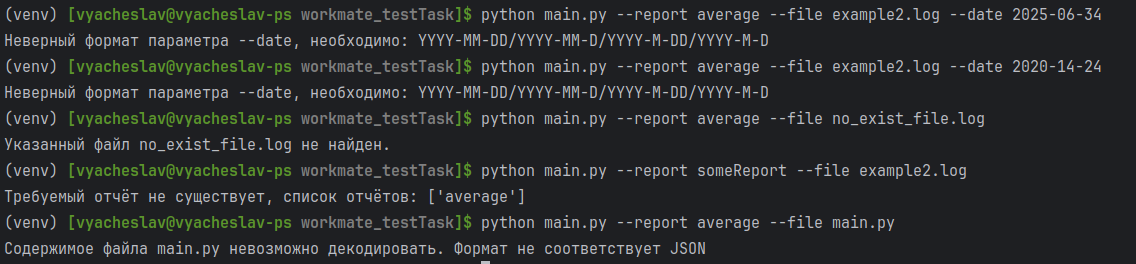 (venv) [vyacheslav@vyacheslav-ps workmate_testTask]$ python main.py --report average --file example2.log --date 2025-06-34
Неверный формат параметра --date, необходимо: YYYY-MM-DD/YYYY-MM-D/YYYY-M-DD/YYYY-M-D
(venv) [vyacheslav@vyacheslav-ps workmate_testTask]$ python main.py --report average --file example2.log --date 2020-14-24
Неверный формат параметра --date, необходимо: YYYY-MM-DD/YYYY-MM-D/YYYY-M-DD/YYYY-M-D
(venv) [vyacheslav@vyacheslav-ps workmate_testTask]$ python main.py --report average --file no_exist_file.log
Указанный файл no_exist_file.log не найден.
(venv) [vyacheslav@vyacheslav-ps workmate_testTask]$ python main.py --report someReport --file example2.log
Требуемый отчёт не существует, список отчётов: ['average']
(venv) [vyacheslav@vyacheslav-ps workmate_testTask]$ python main.py --report average --file main.py
Содержимое файла main.py невозможно декодировать. Формат не соответствует JSON